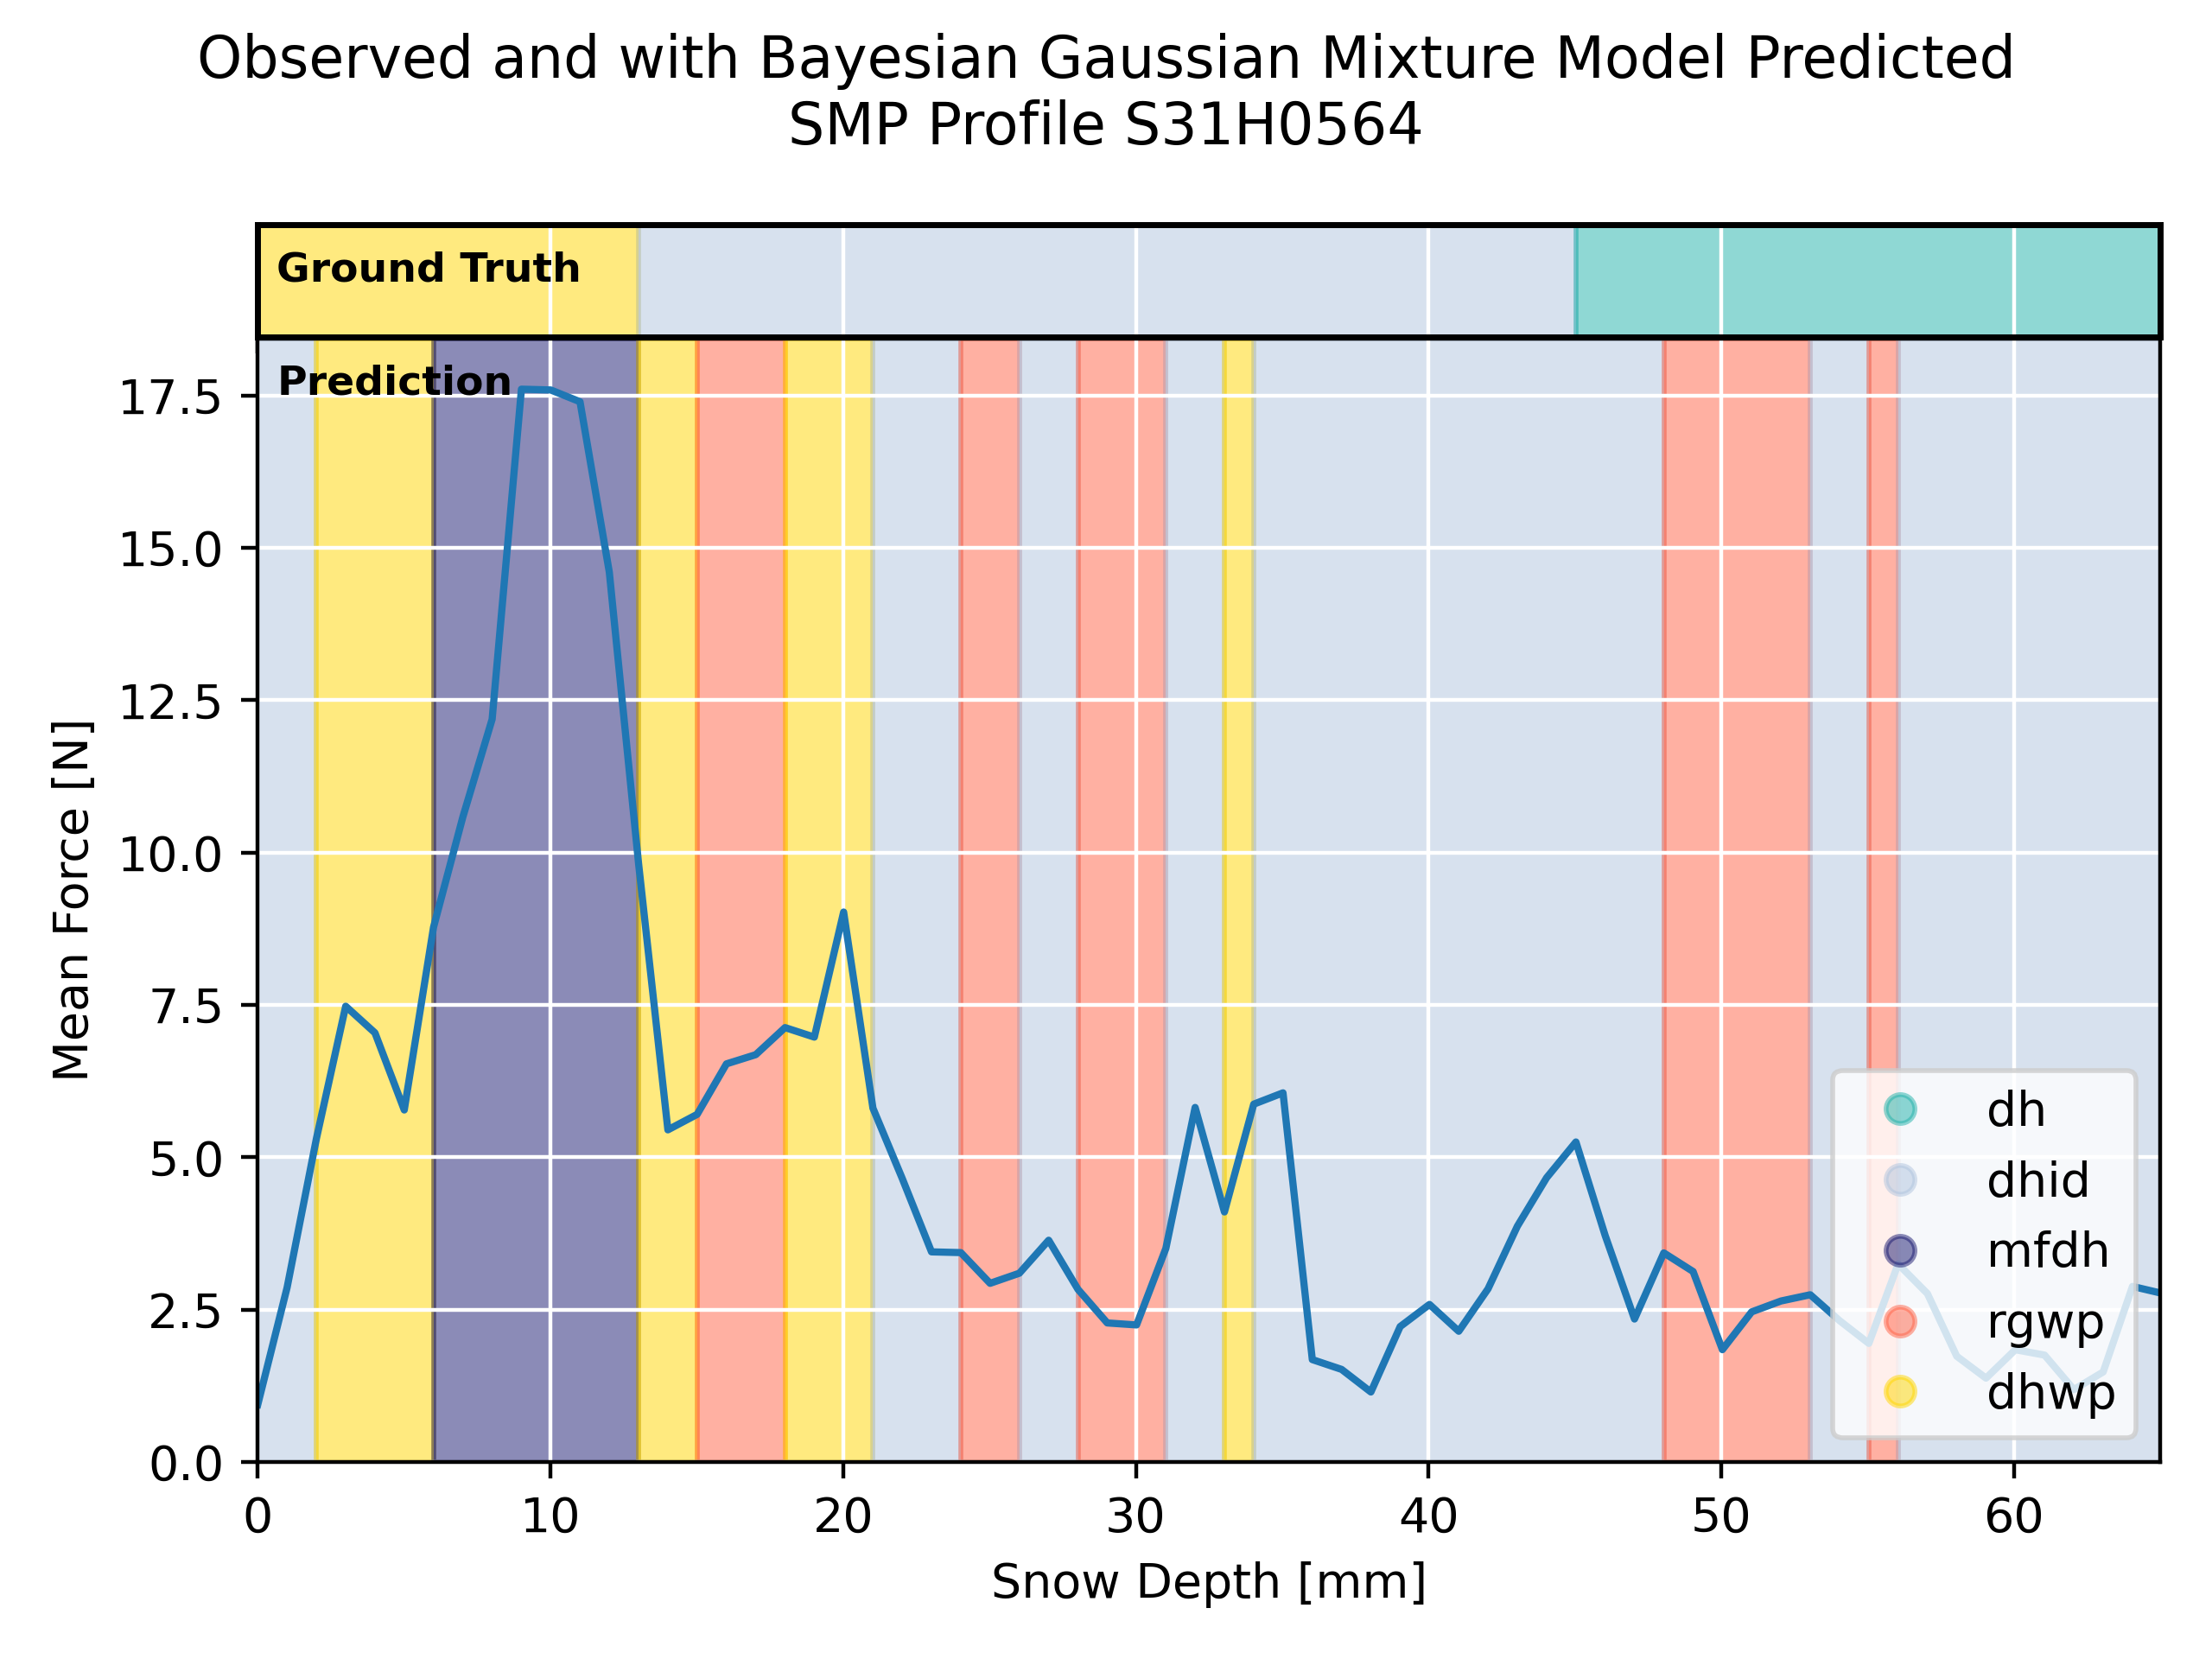 Observed and with Bayesian Gaussian Mixture Model Predicted
SMP Profile S31H0564
Ground Truth
Prediction
17.5
15.0
12.5
10.0
7.5
5.0
2.5
0.0
Mean Force [N]
dh
dhid
mfdh
rgwp
dhwp
0 10 20 30 40 50 60
Snow Depth [mm]